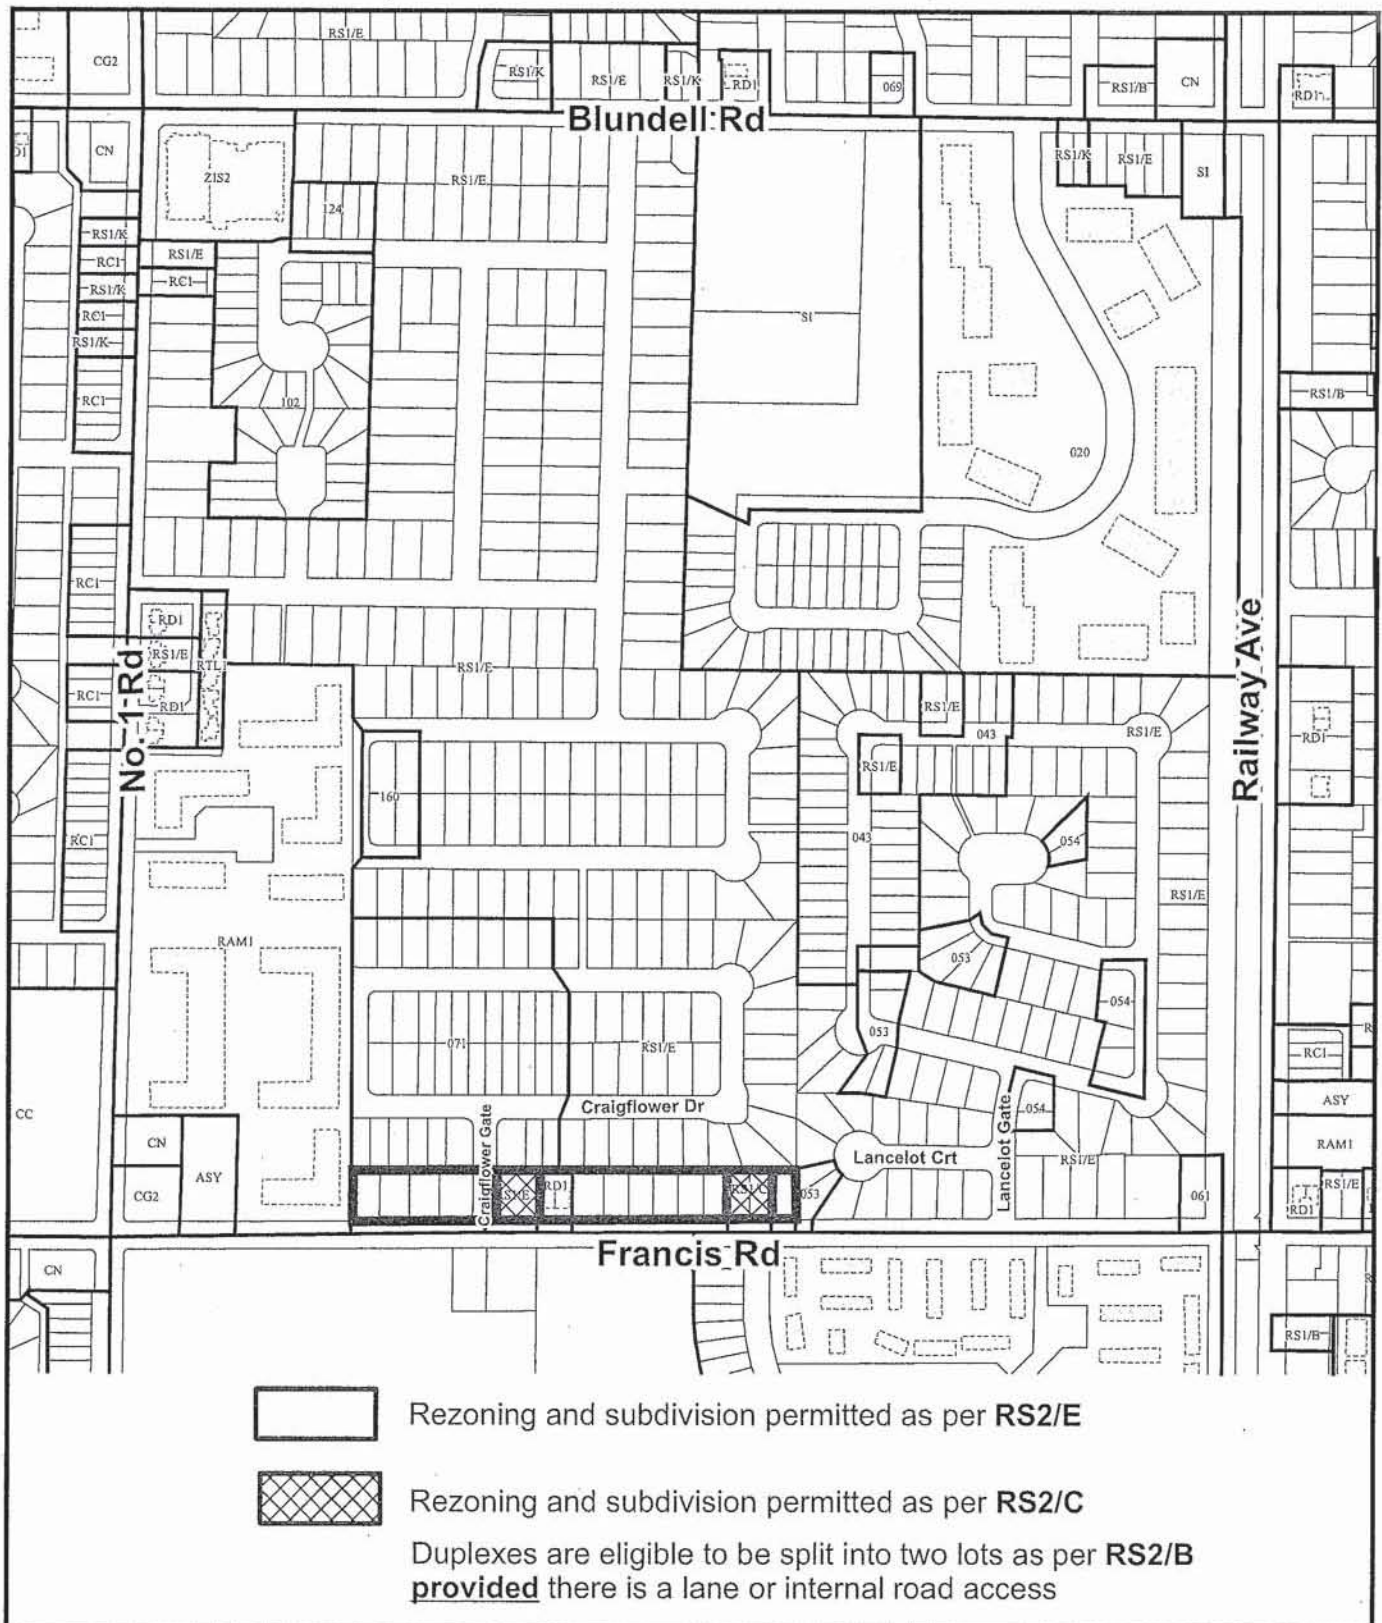 RS1/E
CG2
RS1/K
RS1/E
RS1/K
RD1
069
RS1/B
CN
RD1
Blundell Rd
CN
ZIS2
RS1/E
124
RS1/K
RS1/E
SI
RS1/K
RC1
RS1/K
RC1
RS1/K
RC1
RS1/E
RC1
102
SI
020
RS1/B
RC1
RD1
RS1/E
RTL1
RD1
RC1
No. 1 Rd
RS1/E
RS1/E
043
RS1/E
RS1/E
Railway Ave
RD1
160
RC1
043
054
RS1/E
RAM1
053
054
053
071
RS1/E
RC1
CC
Craigflower Dr
Craigflower Gate
Lancelot Gate
054
ASY
CN
ASY
CG2
Lancelot Crt
RS1/E
RAM1
RS1/E
RD1
RS1/C
053
061
RD1
RS1/E
Francis Rd
CN
RS1/B
Rezoning and subdivision permitted as per RS2/E
Rezoning and subdivision permitted as per RS2/C
Duplexes are eligible to be split into two lots as per RS2/B
provided there is a lane or internal road access